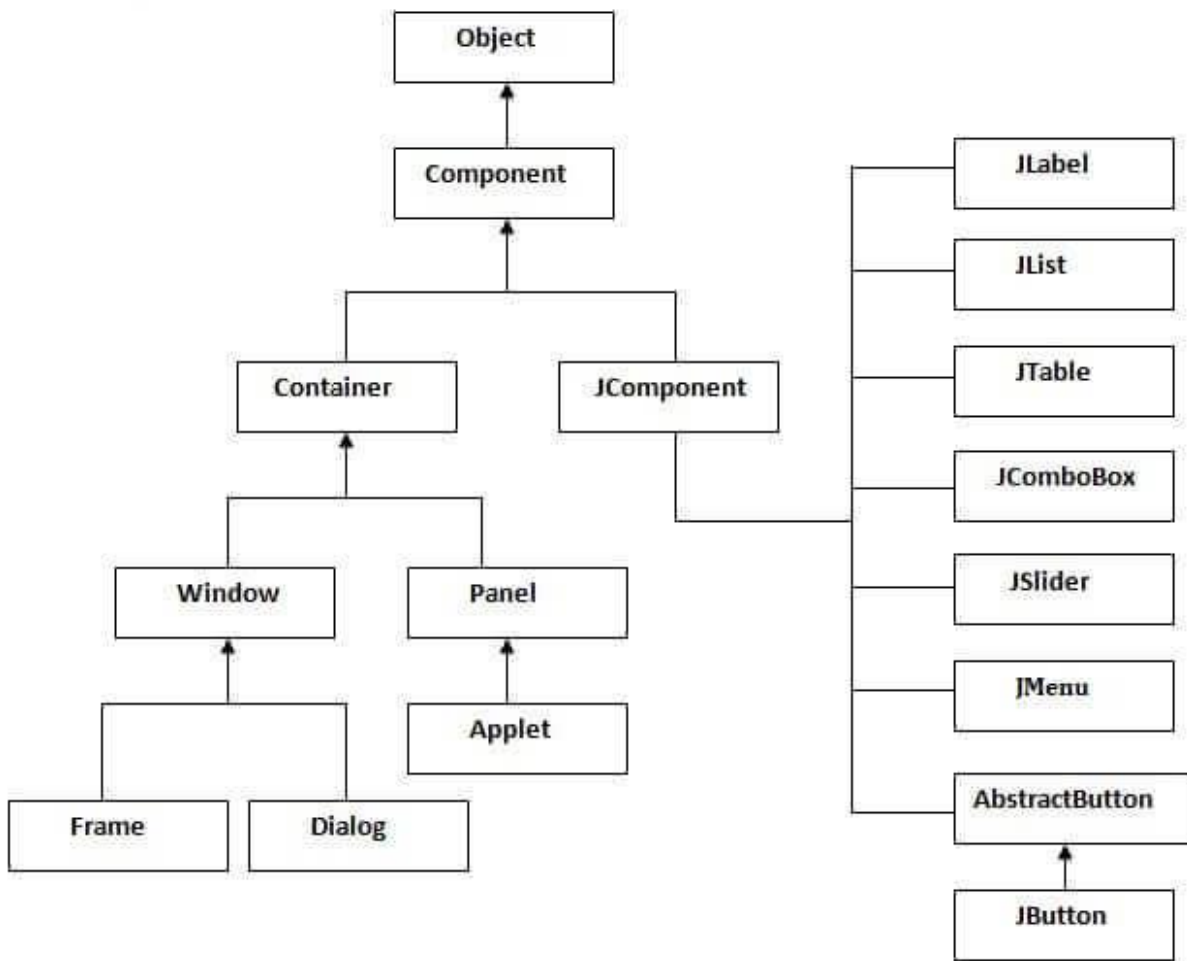 Object
Component
Container
JComponent
Window
Panel
Applet
Frame
Dialog
JLabel
JList
JTable
JComboBox
JSlider
JMenu
AbstractButton
JButton